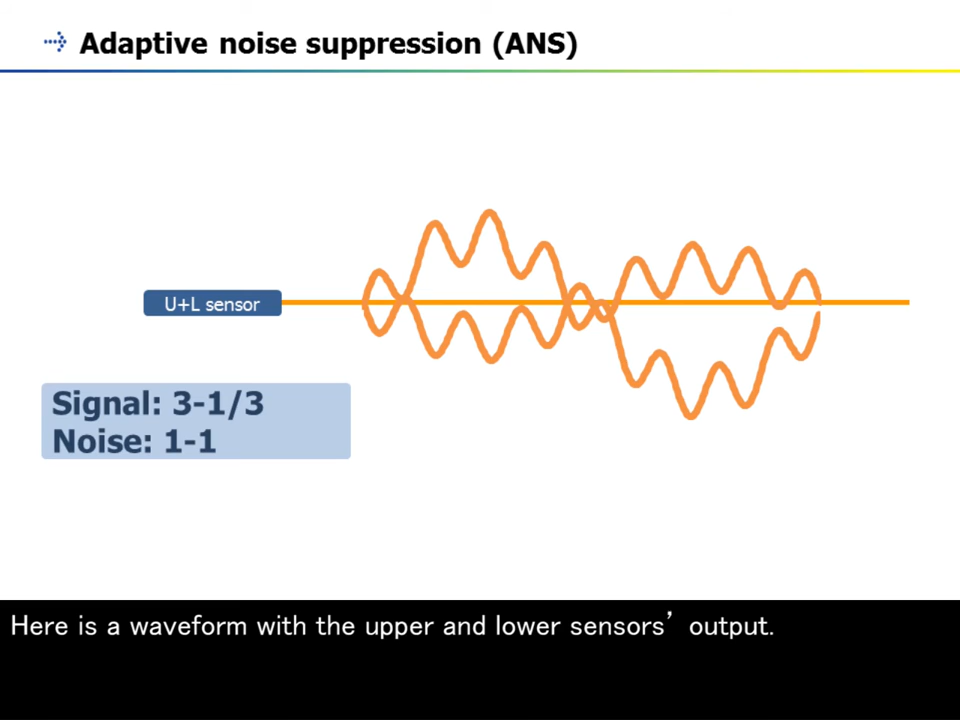 Adaptive noise suppression (ANS)
U+L sensor
Signal: 3-1/3
Noise: 1-1
Here is a waveform with the upper and lower sensors’ output.